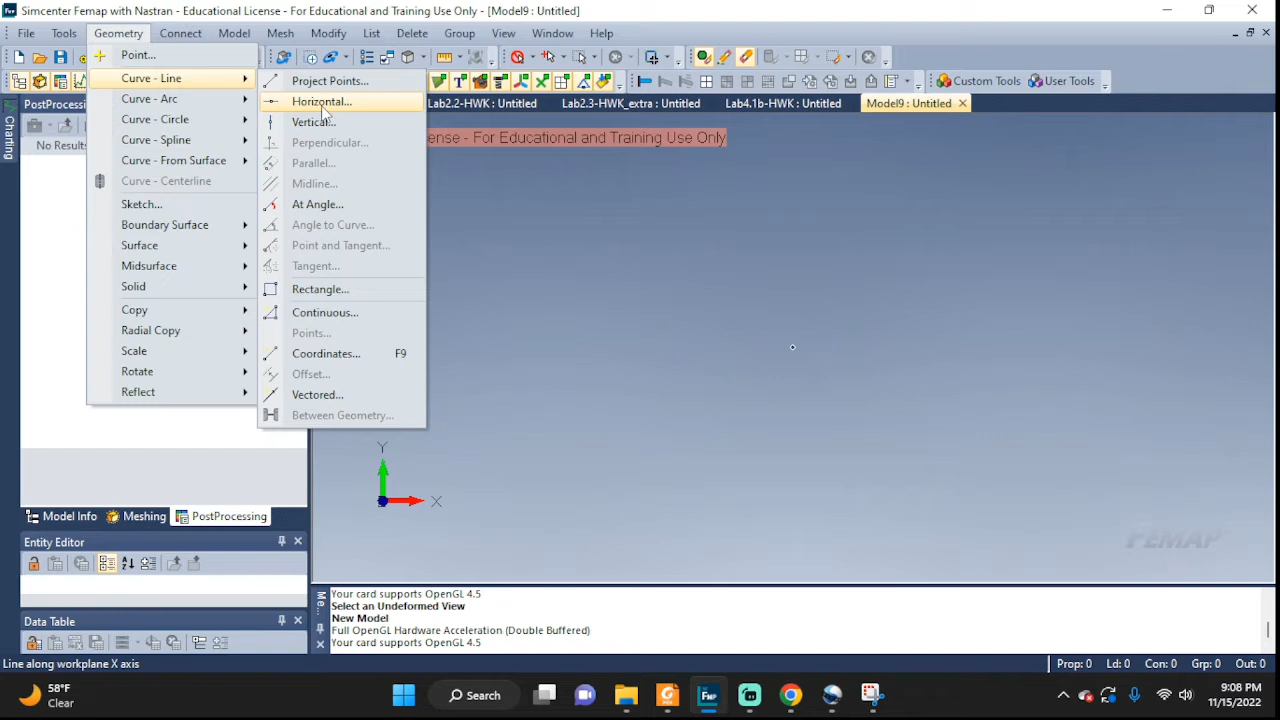 Simcenter Femap with Nastran - Educational License - For Educational and Training Use Only - [Model9 : Untitled]
File Tools Geometry Connect Model Mesh Modify List Delete Group View Window Help
Custom Tools User Tools
Charting
PostProcessi
No Results
Lab2.2-HWK : Untitled Lab2.3-HWK_extra : Untitled Lab4.1b-HWK : Untitled Model9 : Untitled
ense - For Educational and Training Use Only
Point...
Curve - Line
Curve - Arc
Curve - Circle
Curve - Spline
Curve - From Surface
Curve - Centerline
Sketch...
Boundary Surface
Surface
Midsurface
Solid
Copy
Radial Copy
Scale
Rotate
Reflect
Project Points...
Horizontal...
Vertical...
Perpendicular...
Parallel...
Midline...
At Angle...
Angle to Curve...
Point and Tangent...
Tangent...
Rectangle...
Continuous...
Points...
Coordinates... F9
Offset...
Vectored...
Between Geometry...
Y
X
FEMAP
Model Info Meshing PostProcessing
Entity Editor
Data Table
Me...
Your card supports OpenGL 4.5
Select an Undeformed View
New Model
Full OpenGL Hardware Acceleration (Double Buffered)
Your card supports OpenGL 4.5
Line along workplane X axis
Prop: 0 Ld: 0 Con: 0 Grp: 0 Out: 0
58°F
Clear
Search
9:08 PM
11/15/2022